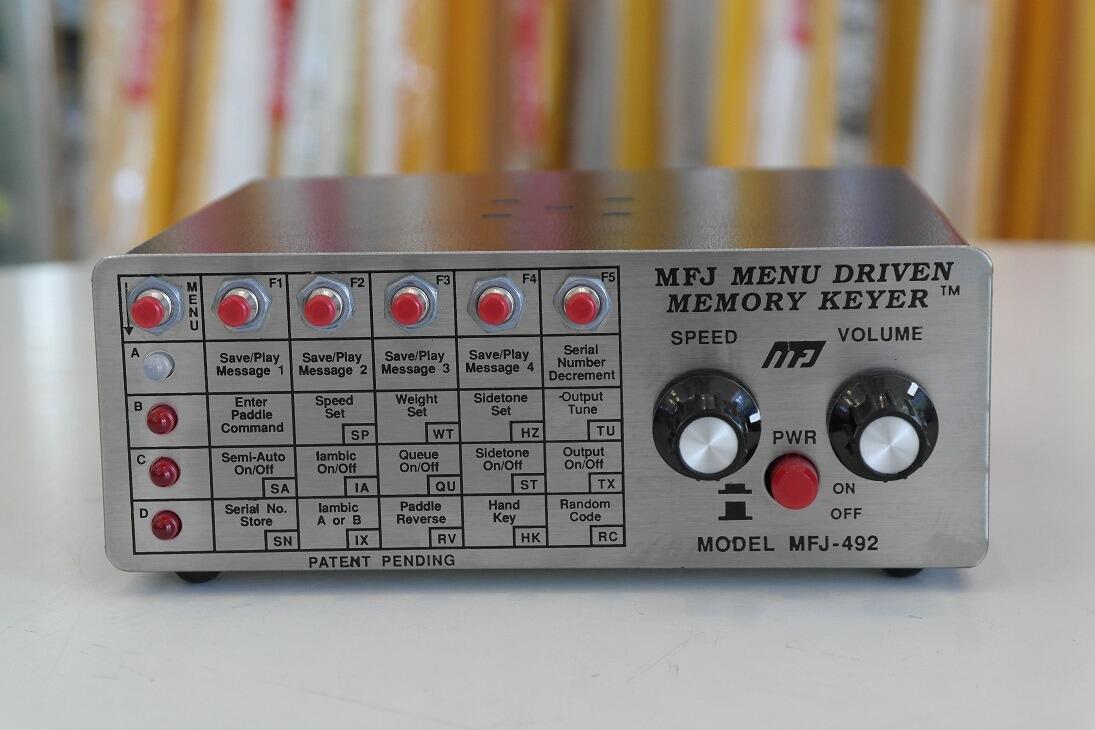 MENU
F1
F2
F3
F4
F5
A
Save/Play
Message 1
Save/Play
Message 2
Save/Play
Message 3
Save/Play
Message 4
Serial
Number
Decrement
B
Enter
Paddle
Command
Speed
Set
SP
Weight
Set
WT
Sidetone
Set
HZ
Output
Tune
TU
C
Semi-Auto
On/Off
SA
Iambic
On/Off
IA
Queue
On/Off
QU
Sidetone
On/Off
ST
Output
On/Off
TX
D
Serial No.
Store
SN
Iambic
A or B
IX
Paddle
Reverse
RV
Hand
Key
HK
Random
Code
RC
PATENT PENDING
MFJ MENU DRIVEN
MEMORY KEYER™
SPEED
VOLUME
MFJ
PWR
ON
OFF
MODEL MFJ-492